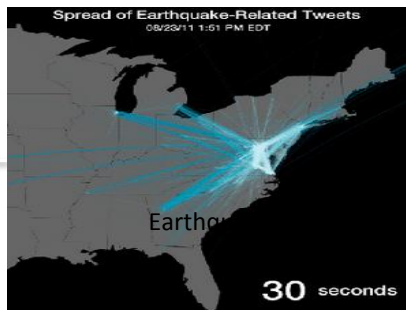 Spread of Earthquake-Related Tweets
08/23/11 1:51 PM EDT
30 seconds